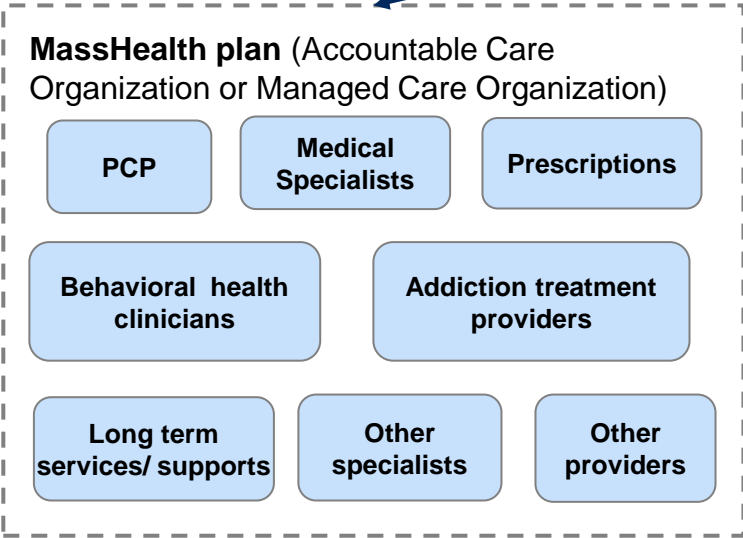 MassHealth plan (Accountable Care
Organization or Managed Care Organization)
PCP
Medical
Specialists
Prescriptions
Behavioral health
clinicians
Addiction treatment
providers
Long term
services/ supports
Other
specialists
Other
providers